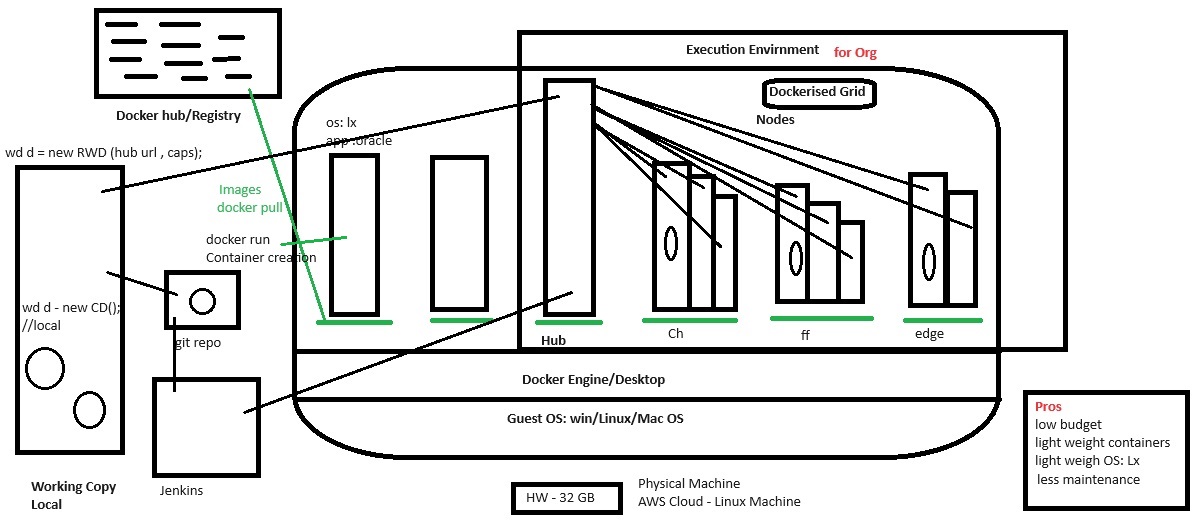 Execution Envirnment for Org
Dockerised Grid
Nodes
Docker hub/Registry
os: lx
app :oracle
wd d = new RWD (hub url , caps);
Images
docker pull
docker run
Container creation
wd d - new CD();
//local
git repo
Hub
Ch
ff
edge
Docker Engine/Desktop
Guest OS: win/Linux/Mac OS
Pros
low budget
light weight containers
light weigh OS: Lx
less maintenance
Working Copy
Local
Jenkins
HW - 32 GB
Physical Machine
AWS Cloud - Linux Machine